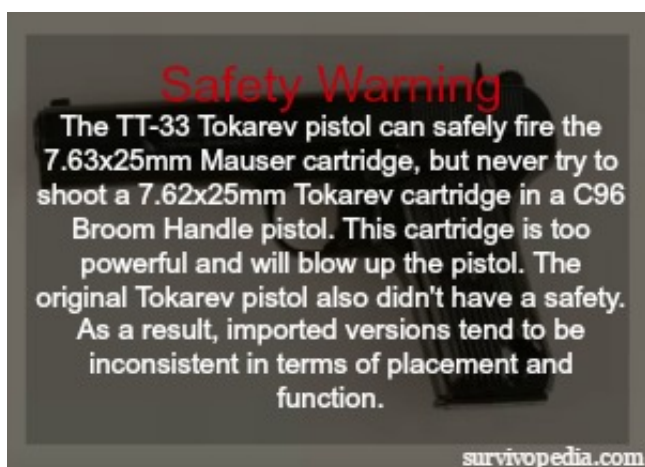 Safety Warning
The TT-33 Tokarev pistol can safely fire the
7.63x25mm Mauser cartridge, but never try to
shoot a 7.62x25mm Tokarev cartridge in a C96
Broom Handle pistol. This cartridge is too
powerful and will blow up the pistol. The
original Tokarev pistol also didn't have a safety.
As a result, imported versions tend to be
inconsistent in terms of placement and
function.
survivopedia.com